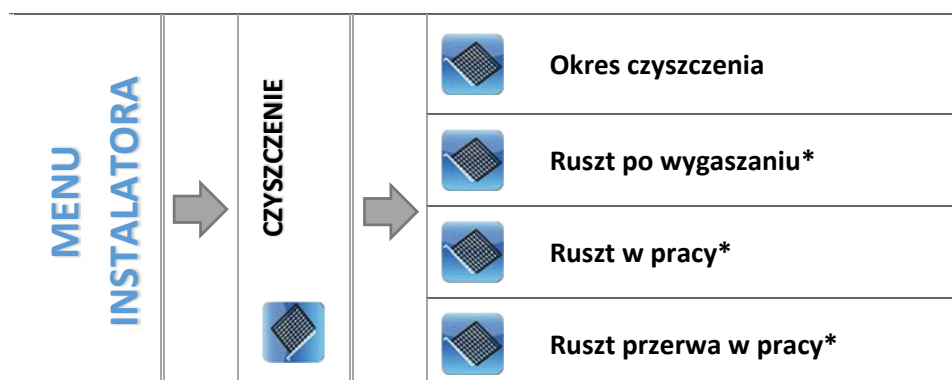 MENU
INSTALATORA
CZYSZCZENIE
Okres czyszczenia
Ruszt po wygaszaniu*
Ruszt w pracy*
Ruszt przerwa w pracy*